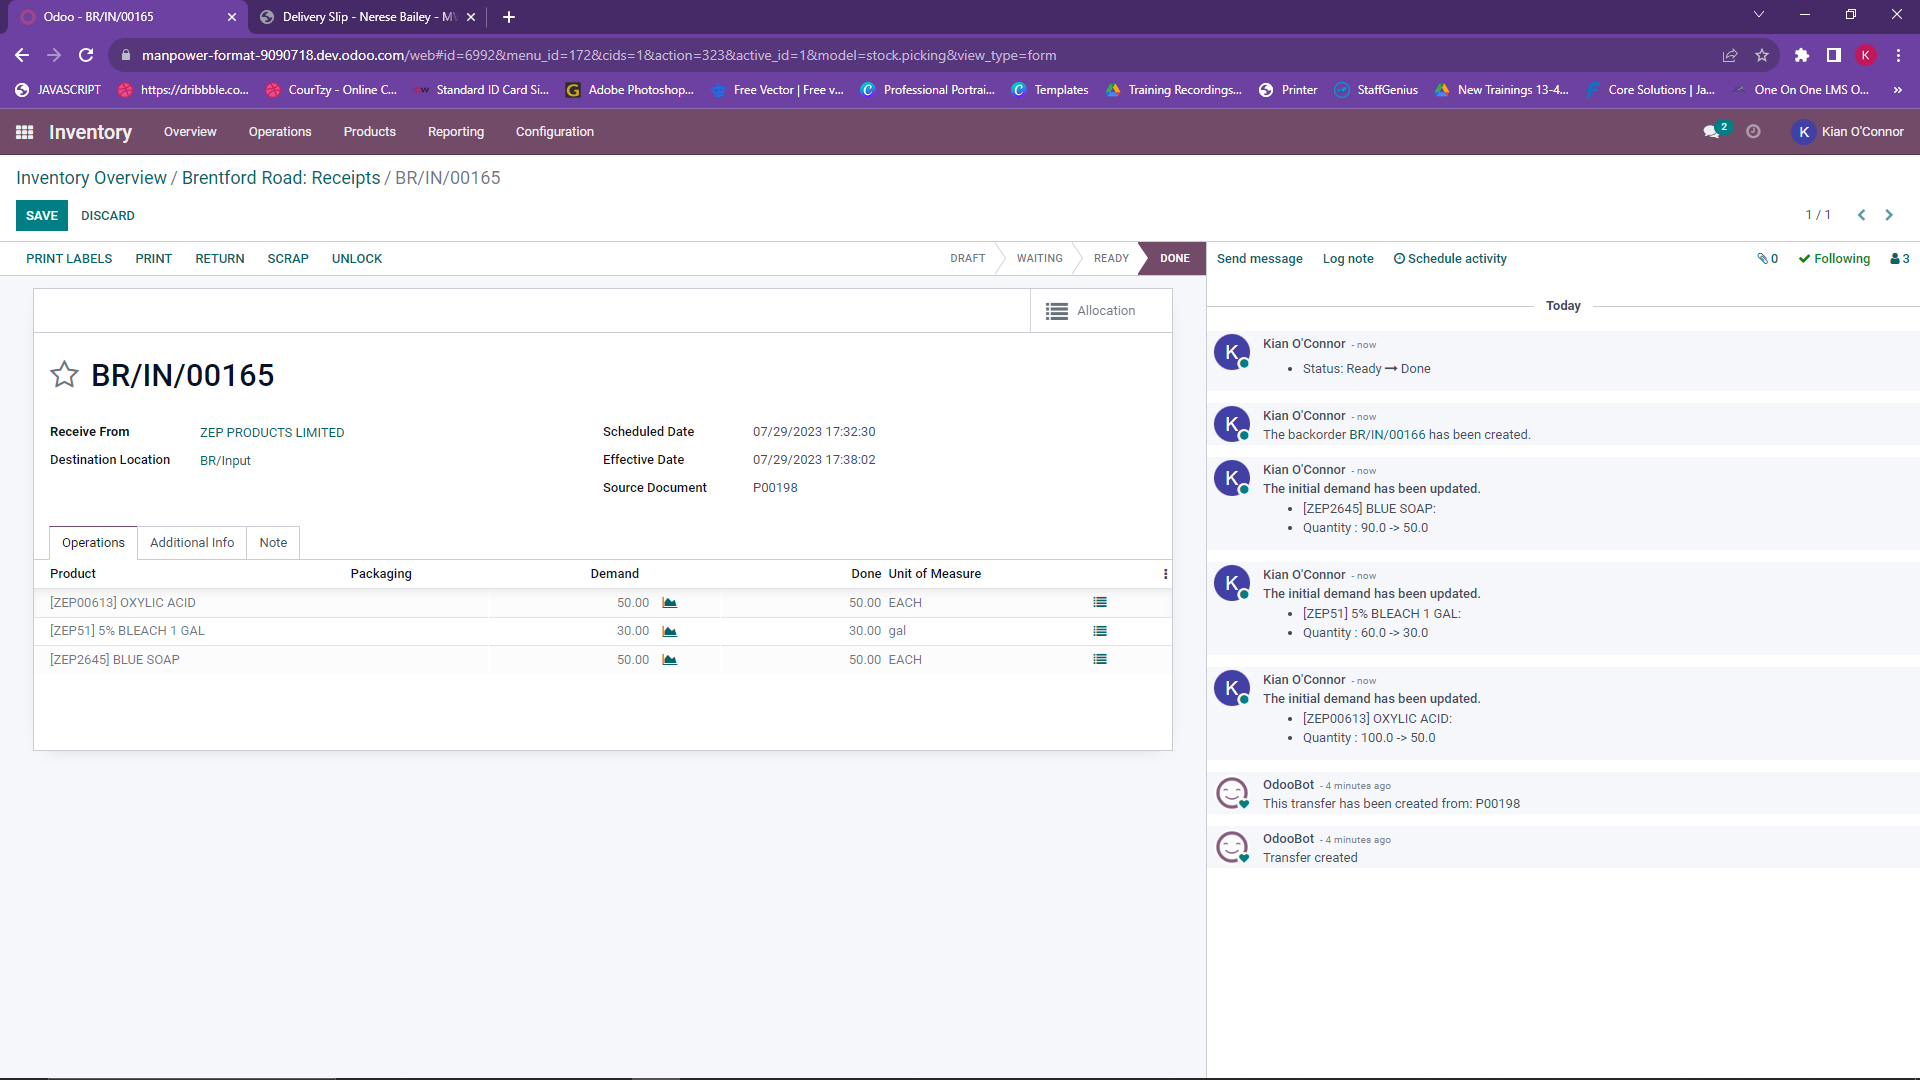 Odoo - BR/IN/00165
Delivery Slip - Nerese Bailey - M
manpower-format-9090718.dev.odoo.com/web#id=6992&menu_id=172&cids=1&action=323&active_id=1&model=stock.picking&view_type=form
K
JAVASCRIPT
https://dribbble.co...
CourTzy - Online C...
Standard ID Card Si...
Adobe Photoshop...
Free Vector | Free v...
Professional Portrai...
Templates
Training Recordings...
Printer
StaffGenius
New Trainings 13-4...
Core Solutions | Ja...
One On One LMS O...
»
Inventory
Overview
Operations
Products
Reporting
Configuration
2
K
Kian O'Connor
Inventory Overview / Brentford Road: Receipts / BR/IN/00165
SAVE
DISCARD
1 / 1
PRINT LABELS
PRINT
RETURN
SCRAP
UNLOCK
DRAFT
WAITING
READY
DONE
Send message
Log note
Schedule activity
0
Following
3
Allocation
BR/IN/00165
Receive From
ZEP PRODUCTS LIMITED
Destination Location
BR/Input
Scheduled Date
07/29/2023 17:32:30
Effective Date
07/29/2023 17:38:02
Source Document
P00198
Operations
Additional Info
Note
Product Packaging Demand Done Unit of Measure
[ZEP00613] OXYLIC ACID 50.00 50.00 EACH
[ZEP51] 5% BLEACH 1 GAL 30.00 30.00 gal
[ZEP2645] BLUE SOAP 50.00 50.00 EACH
Today
K
Kian O'Connor - now
• Status: Ready → Done
K
Kian O'Connor - now
The backorder BR/IN/00166 has been created.
K
Kian O'Connor - now
The initial demand has been updated.
• [ZEP2645] BLUE SOAP:
• Quantity : 90.0 -> 50.0
K
Kian O'Connor - now
The initial demand has been updated.
• [ZEP51] 5% BLEACH 1 GAL:
• Quantity : 60.0 -> 30.0
K
Kian O'Connor - now
The initial demand has been updated.
• [ZEP00613] OXYLIC ACID:
• Quantity : 100.0 -> 50.0
OdooBot - 4 minutes ago
This transfer has been created from: P00198
OdooBot - 4 minutes ago
Transfer created